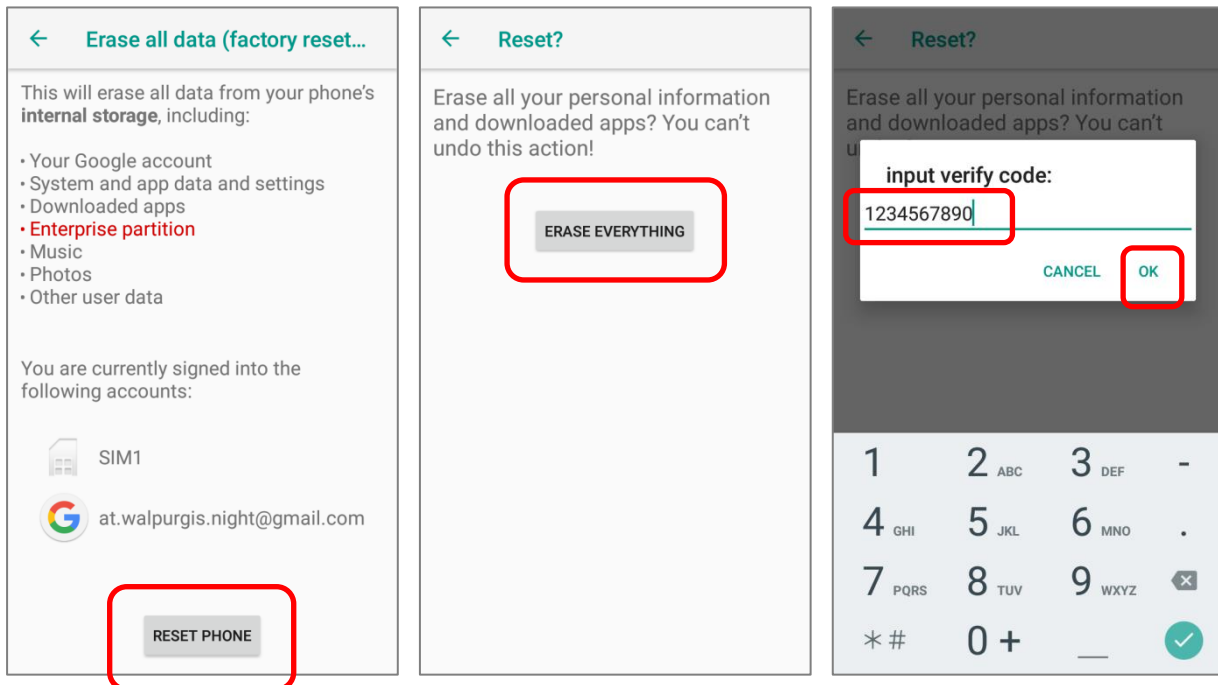 ← Erase all data (factory reset...
This will erase all data from your phone's
internal storage, including:
• Your Google account
• System and app data and settings
• Downloaded apps
• Enterprise partition
• Music
• Photos
• Other user data
You are currently signed into the
following accounts:
SIM1
at.walpurgis.night@gmail.com
RESET PHONE
← Reset?
Erase all your personal information
and downloaded apps? You can't
undo this action!
ERASE EVERYTHING
← Reset?
Erase all your personal information
and downloaded apps? You can't
u
input verify code:
1234567890
CANCEL OK
1 2 ABC 3 DEF -
4 GHI 5 JKL 6 MNO .
7 PQRS 8 TUV 9 WXYZ
*# 0 + _